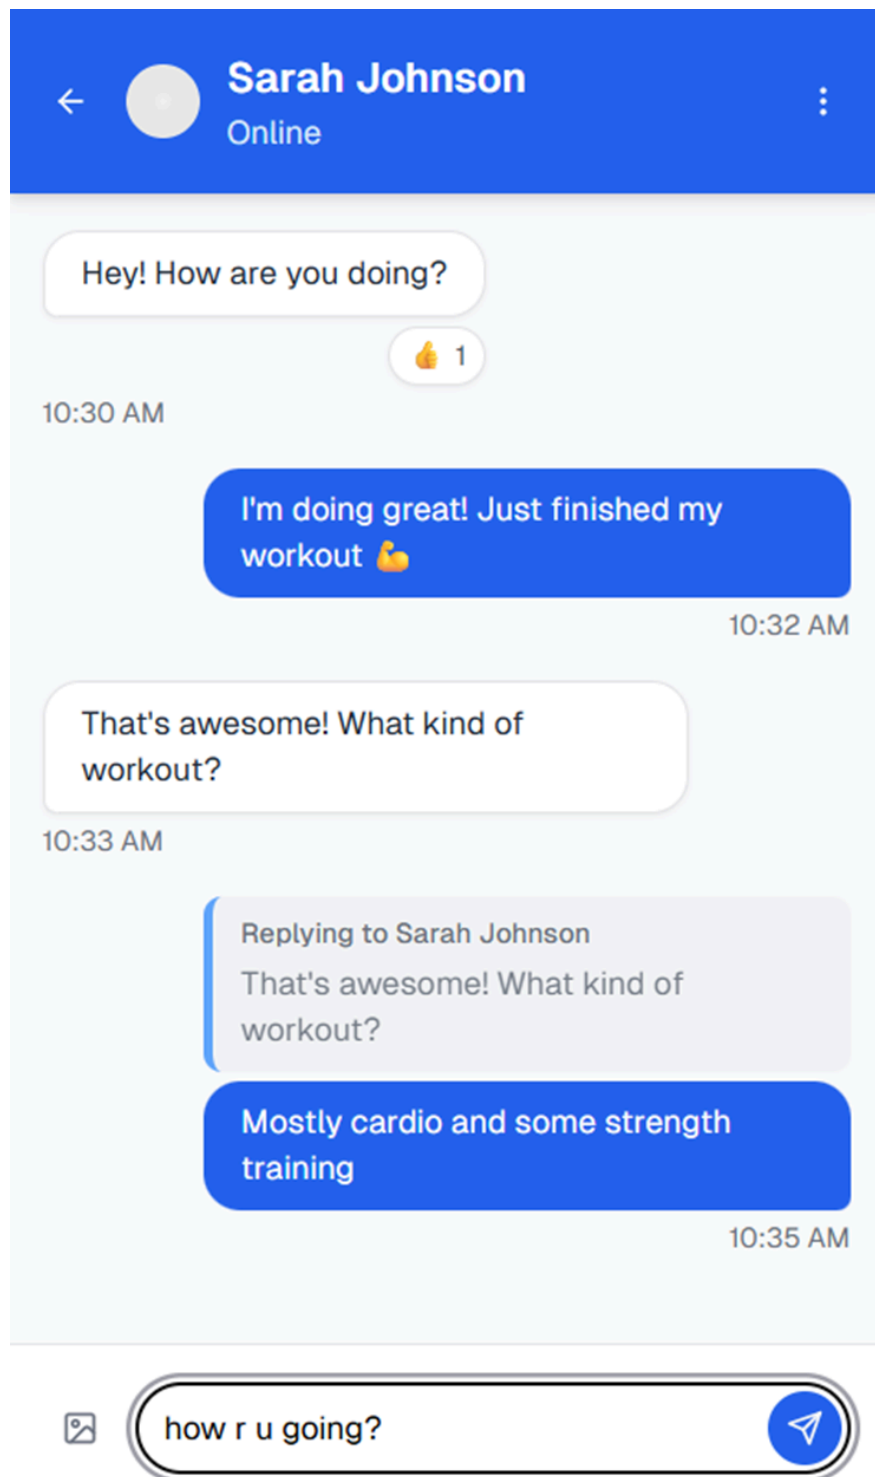 Sarah Johnson
Online
Hey! How are you doing?
👍 1
10:30 AM
I'm doing great! Just finished my
workout 💪
10:32 AM
That's awesome! What kind of
workout?
10:33 AM
Replying to Sarah Johnson
That's awesome! What kind of
workout?
Mostly cardio and some strength
training
10:35 AM
how r u going?